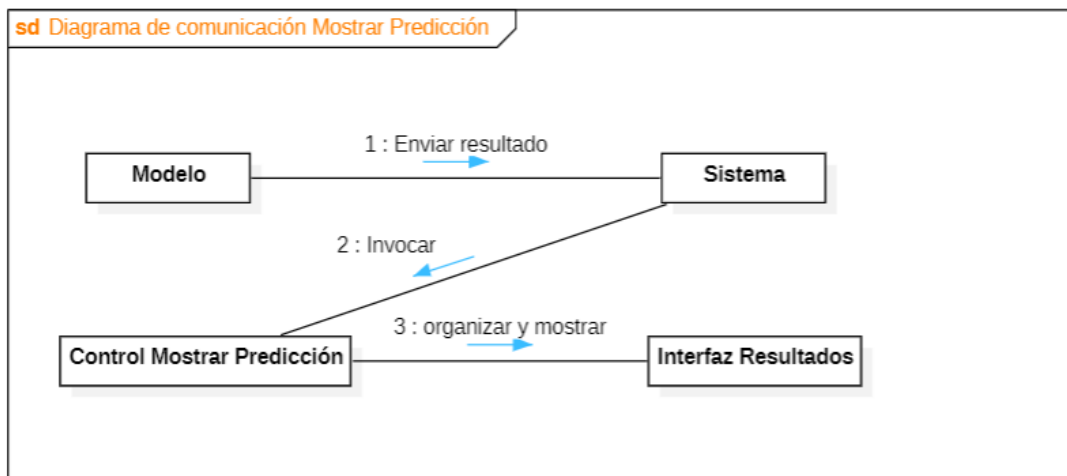 sd Diagrama de comunicación Mostrar Predicción
1 : Enviar resultado
Modelo
Sistema
2 : Invocar
3 : organizar y mostrar
Control Mostrar Predicción
Interfaz Resultados